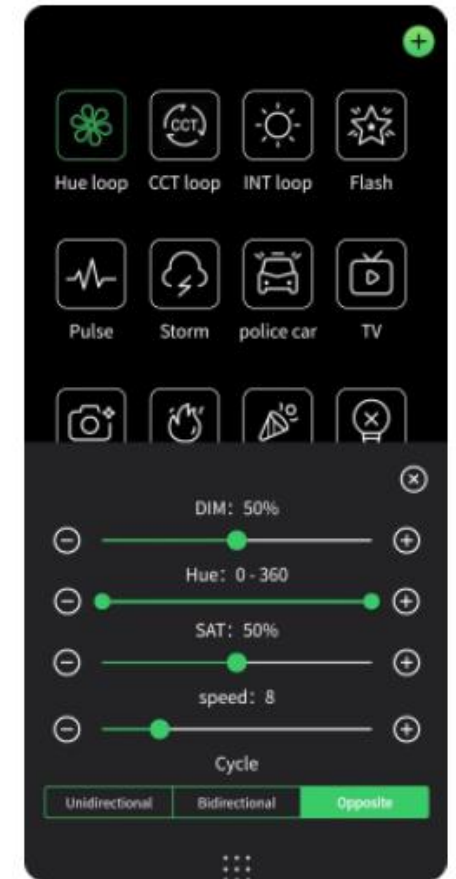 CCT
Hue loop CCT loop INT loop Flash
Pulse Storm police car TV
DIM: 50%
Hue: 0 - 360
SAT: 50%
speed: 8
Cycle
Unidirectional Bidirectional Opposite